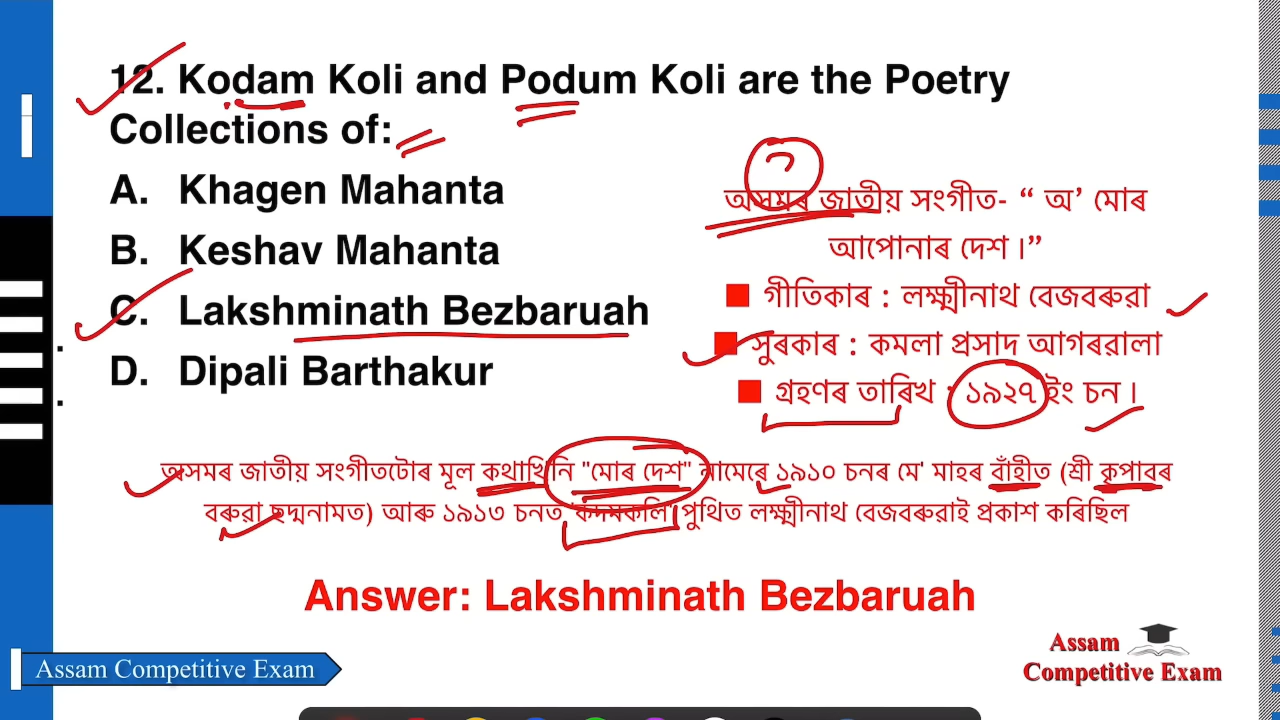 12. Kodam Koli and Podum Koli are the Poetry
Collections of:
A. Khagen Mahanta
B. Keshav Mahanta
C. Lakshminath Bezbaruah
D. Dipali Barthakur
?
অসমৰ জাতীয় সংগীত- “ অ’ মোৰ
আপোনাৰ দেশ ।”
■ গীতিকাৰ : লক্ষ্মীনাথ বেজবৰুৱা
■ সুৰকাৰ : কমলা প্ৰসাদ আগৰৱালা
■ গ্ৰহণৰ তাৰিখ : ১৯২৭ ইং চন ।
অসমৰ জাতীয় সংগীতটোৰ মূল কথাখিনি "মোৰ দেশ" নামেৰে ১৯১০ চনৰ মে' মাহৰ বাঁহীত (শ্ৰী কৃপাবৰ
বৰুৱা ছদ্মনামত) আৰু ১৯১৩ চনত 'কদমকলি' পুথিত লক্ষ্মীনাথ বেজবৰুৱাই প্ৰকাশ কৰিছিল
Answer: Lakshminath Bezbaruah
Assam Competitive Exam
Assam
Competitive Exam